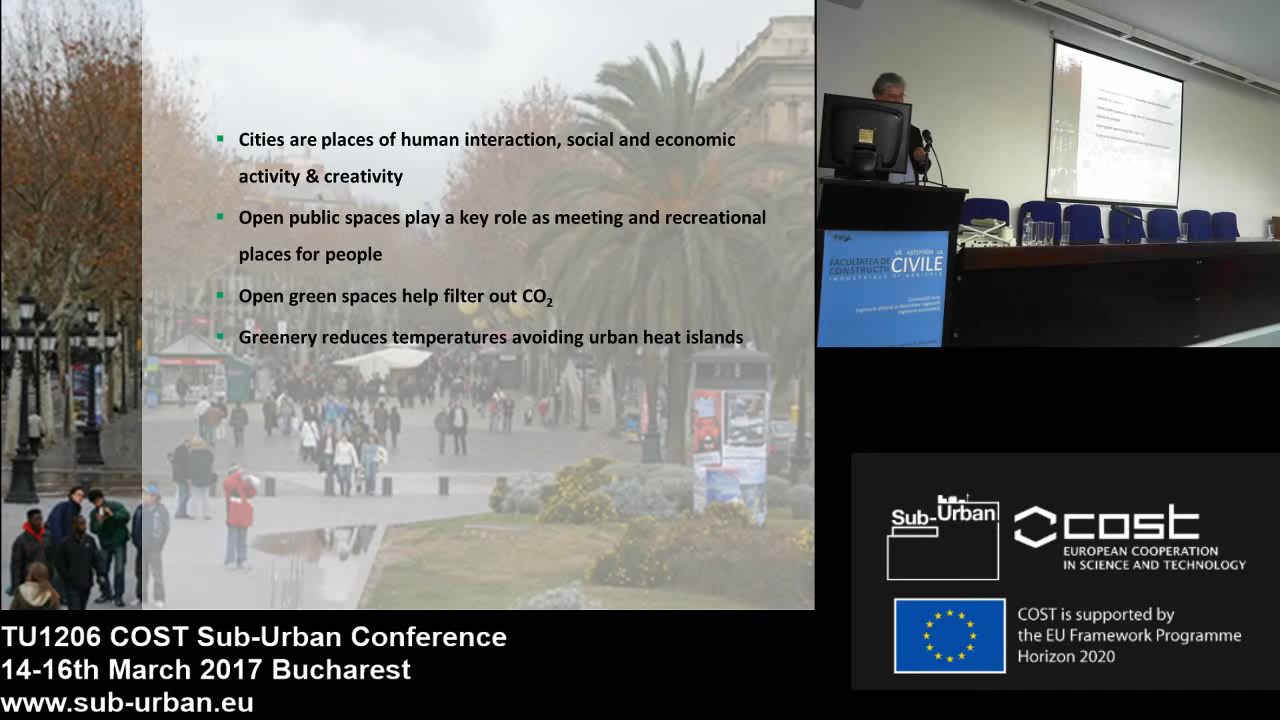 Cities are places of human interaction, social and economic
activity & creativity
Open public spaces play a key role as meeting and recreational
places for people
Open green spaces help filter out CO₂
Greenery reduces temperatures avoiding urban heat islands
FACULTATEA DE
CONSTRUCȚII
CIVILE
Sub-Urban
cost
EUROPEAN COOPERATION
IN SCIENCE AND TECHNOLOGY
COST is supported by
the EU Framework Programme
Horizon 2020
TU1206 COST Sub-Urban Conference
14-16th March 2017 Bucharest
www.sub-urban.eu